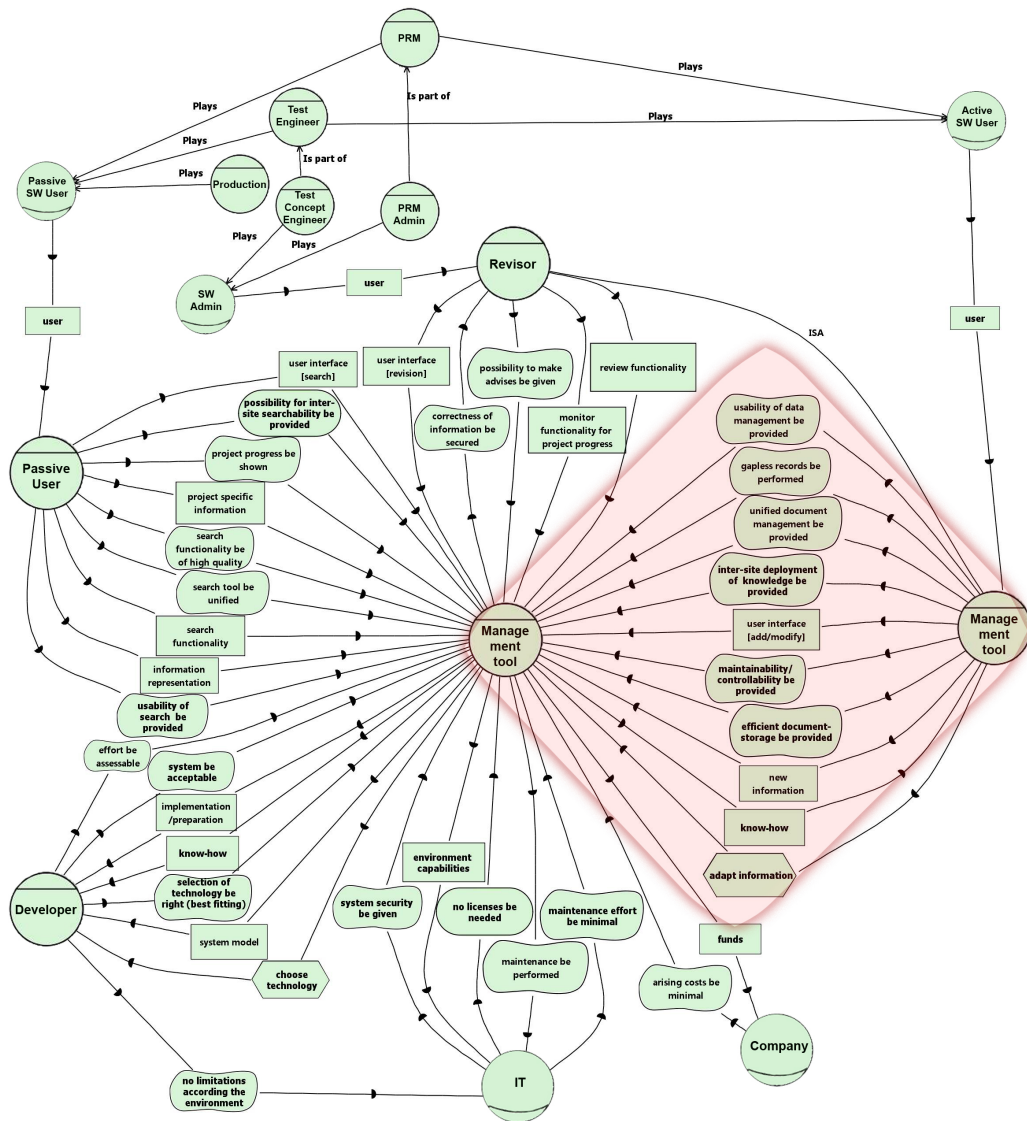 PRM
Plays
Plays
Is part of
Test
Engineer
Active
SW User
Plays
Plays
Is part of
Passive
SW User
Plays
Production
Test
Concept
Engineer
PRM
Admin
Plays
Plays
SW
Admin
user
Revisor
user
user
ISA
user interface
[search]
user interface
[revision]
possibility to make
advises be given
review functionality
possibility for inter-
site searchability be
provided
correctness of
information be
secured
monitor
functionality for
project progress
usability of data
management be
provided
Passive
User
project progress be
shown
gapless records be
performed
project specific
information
unified document
management be
provided
search
functionality be
of high quality
search tool be
unified
inter-site deployment
of knowledge be
provided
search
functionality
Manage
ment
tool
user interface
[add/modify]
Manage
ment
tool
information
representation
maintainability/
controllability be
provided
usability of
search be
provided
efficient document-
storage be provided
effort be
assessable
system be
acceptable
new
information
implementation
/preparation
know-how
know-how
environment
capabilities
adapt information
Developer
selection of
technology be
right (best fitting)
system security
be given
no licenses be
needed
maintenance effort
be minimal
system model
funds
choose
technology
maintenance be
performed
arising costs be
minimal
Company
no limitations
according the
environment
IT